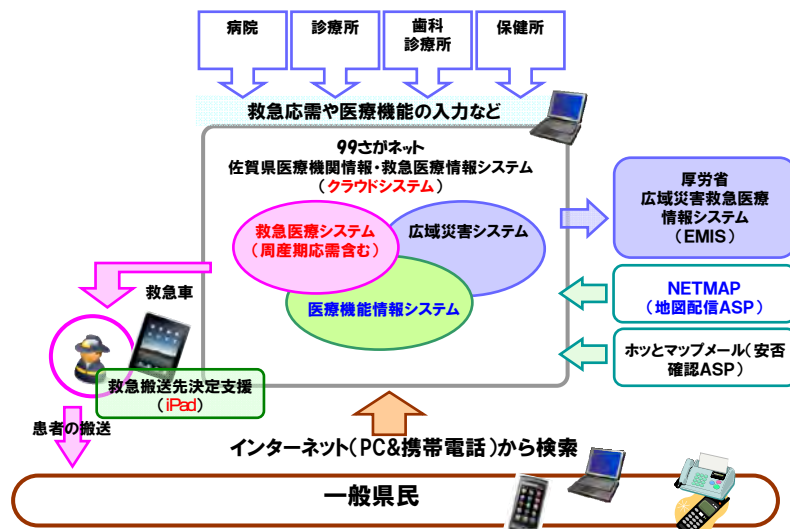 病院
診療所
歯科
診療所
保健所
救急応需や医療機能の入力など
99さがネット
佐賀県医療機関情報・救急医療情報システム
(クラウドシステム)
救急医療システム
(周産期応需含む)
広域災害システム
医療機能情報システム
厚労省
広域災害救急医療
情報システム
(EMIS)
NETMAP
(地図配信ASP)
ホッとマップメール(安否
確認ASP)
救急車
救急搬送先決定支援
(iPad)
患者の搬送
インターネット(PC&携帯電話)から検索
一般県民